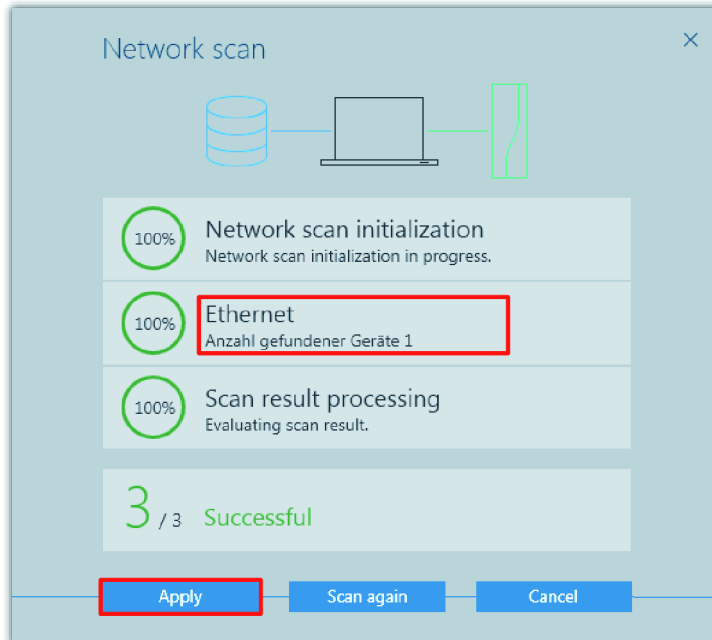 Network scan
100%
Network scan initialization
Network scan initialization in progress.
100%
Ethernet
Anzahl gefundener Geräte 1
100%
Scan result processing
Evaluating scan result.
3 / 3 Successful
Apply
Scan again
Cancel